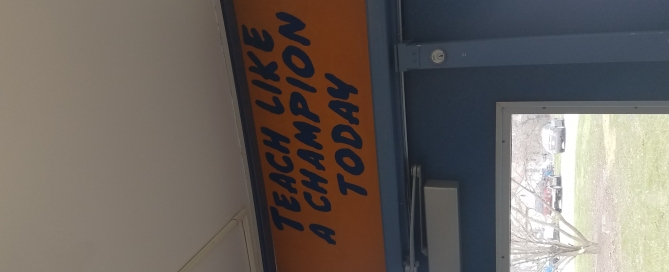 TEACH LIKE
A CHAMPION
TODAY